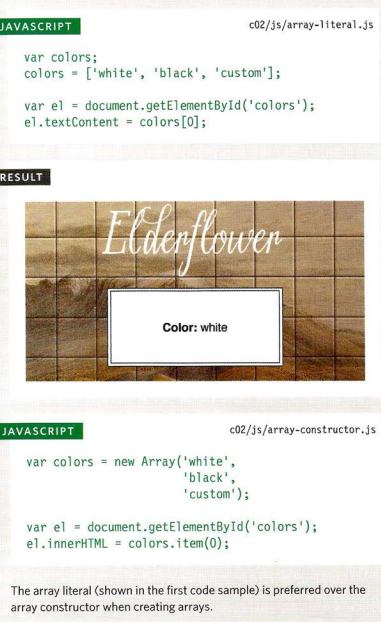 JAVASCRIPT
c02/js/array-literal.js
var colors;
colors = ['white', 'black', 'custom'];
var el = document.getElementById('colors');
el.textContent = colors[0];
RESULT
Elderflower
Color: white
JAVASCRIPT
c02/js/array-constructor.js
var colors = new Array('white',
'black',
'custom');
var el = document.getElementById('colors');
el.innerHTML = colors.item(0);
The array literal (shown in the first code sample) is preferred over the
array constructor when creating arrays.